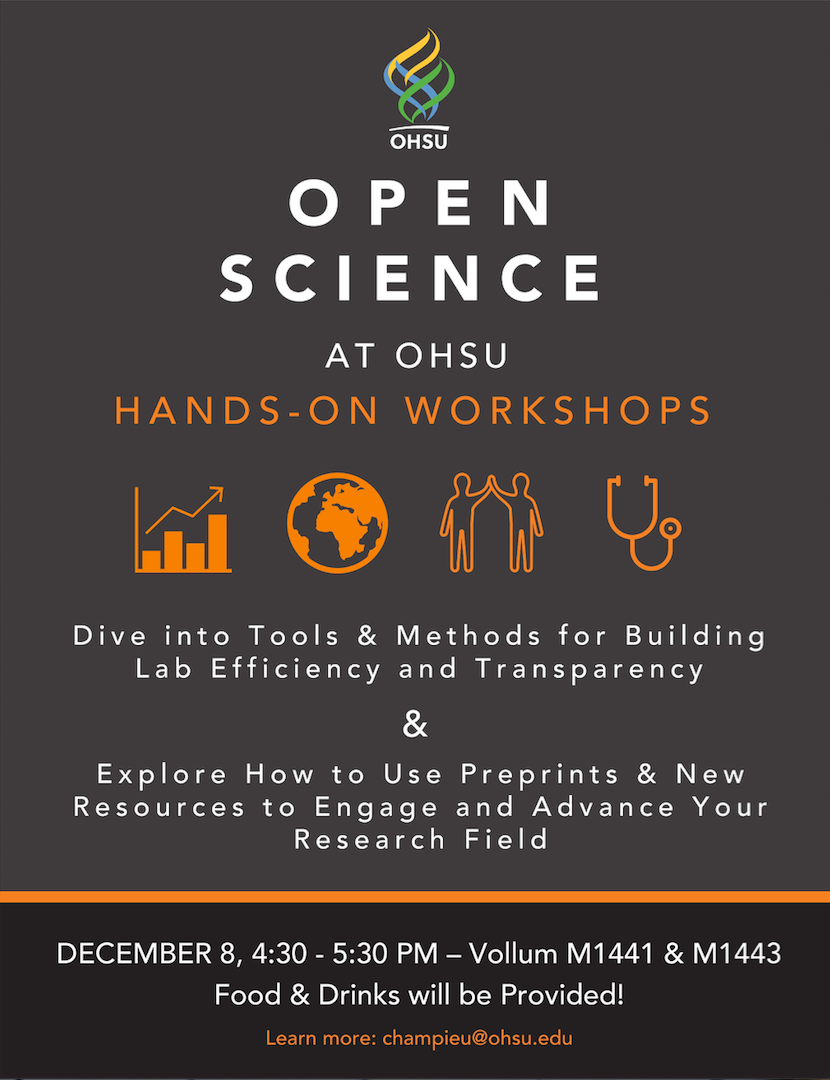 OHSU
OPEN
SCIENCE
AT OHSU
HANDS-ON WORKSHOPS
Dive into Tools & Methods for Building
Lab Efficiency and Transparency
&
Explore How to Use Preprints & New
Resources to Engage and Advance Your
Research Field
DECEMBER 8, 4:30 - 5:30 PM – Vollum M1441 & M1443
Food & Drinks will be Provided!
Learn more: champieu@ohsu.edu